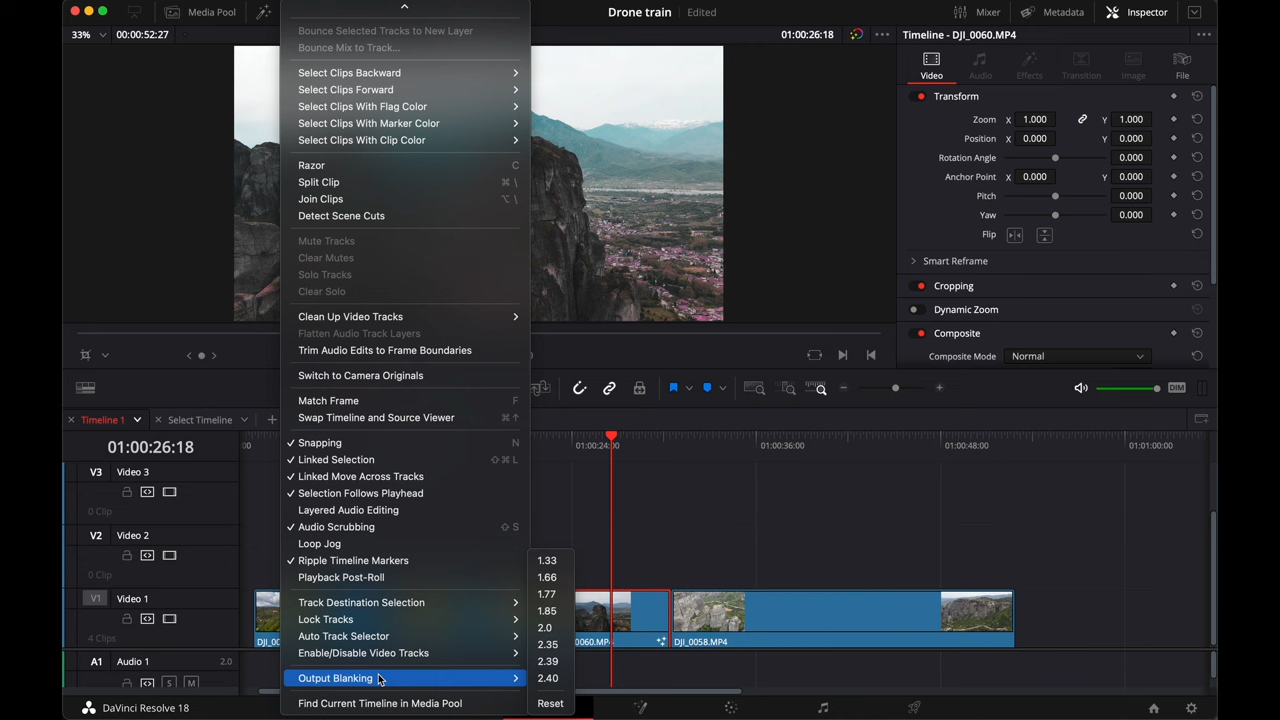 Media Pool
Drone train
Edited
Mixer
Metadata
Inspector
33%
00:00:52:27
01:00:26:18
Timeline - DJI_0060.MP4
Video
Audio
Effects
Transition
Image
File
Transform
Zoom X 1.000 Y 1.000
Position X 0.000 Y 0.000
Rotation Angle 0.000
Anchor Point X 0.000 Y 0.000
Pitch 0.000
Yaw 0.000
Flip
Smart Reframe
Cropping
Dynamic Zoom
Composite
Composite Mode Normal
Bounce Selected Tracks to New Layer
Bounce Mix to Track...
Select Clips Backward
Select Clips Forward
Select Clips With Flag Color
Select Clips With Marker Color
Select Clips With Clip Color
Razor C
Split Clip ⌘ \
Join Clips ⌥ \
Detect Scene Cuts
Mute Tracks
Clear Mutes
Solo Tracks
Clear Solo
Clean Up Video Tracks
Flatten Audio Track Layers
Trim Audio Edits to Frame Boundaries
Switch to Camera Originals
Match Frame F
Swap Timeline and Source Viewer ⌘ ↑
✓ Snapping N
✓ Linked Selection ⇧ ⌘ L
✓ Linked Move Across Tracks
✓ Selection Follows Playhead
Layered Audio Editing
✓ Audio Scrubbing ⇧ S
Loop Jog
✓ Ripple Timeline Markers
Playback Post-Roll
Track Destination Selection
Lock Tracks
Auto Track Selector
Enable/Disable Video Tracks
Output Blanking
Find Current Timeline in Media Pool
1.33
1.66
1.77
1.85
2.0
2.35
2.39
2.40
Reset
DIM
Timeline 1
Select Timeline
01:00:26:18
01:00:36:00
01:00:48:00
01:01:00:00
V3 Video 3
0 Clip
V2 Video 2
0 Clip
V1 Video 1
4 Clips
DJI_0058.MP4
A1 Audio 1 2.0
S M
DaVinci Resolve 18